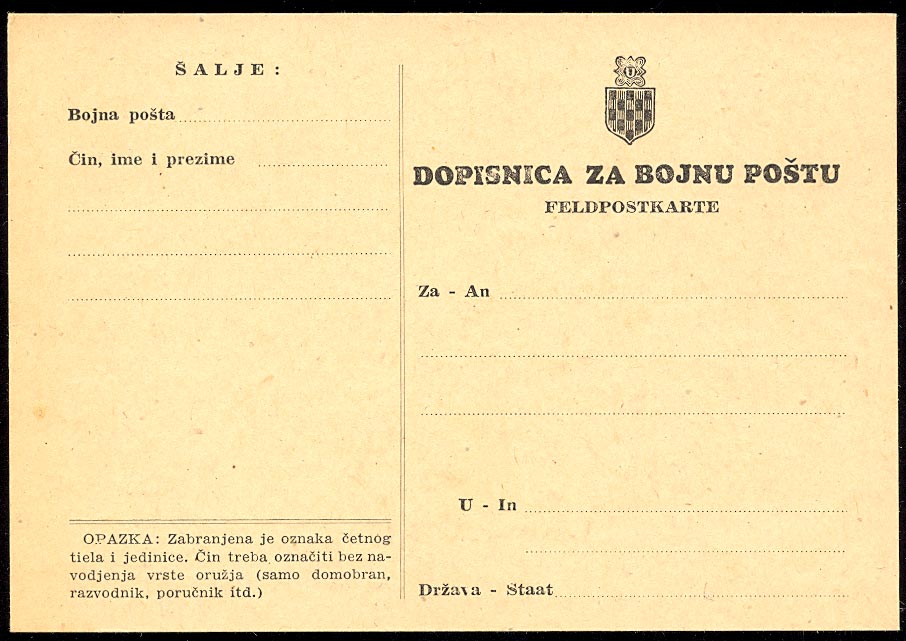 ŠALJE:
Bojna pošta
Čin, ime i prezime
OPAZKA: Zabranjena je oznaka četnog
tiela i jedinice. Čin treba označiti bez na-
vodjenja vrste oružja (samo domobran,
razvodnik, poručnik itd.)
U
DOPISNICA ZA BOJNU POŠTU
FELDPOSTKARTE
Za - An
U - In
Država - Staat